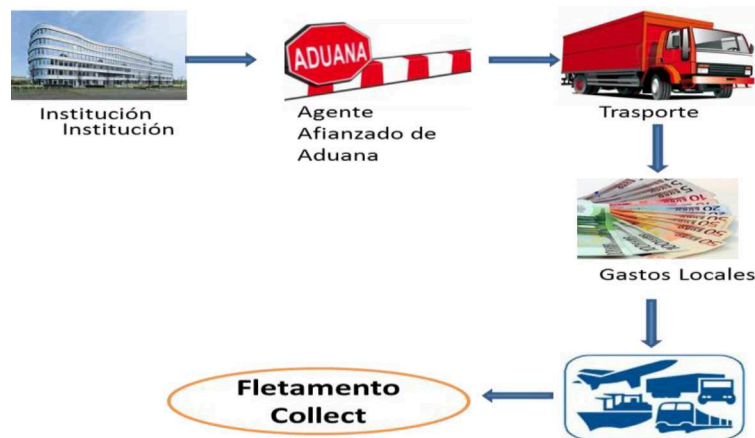 Institución
Institución
ADUANA
Agente
Afianzado de
Aduana
Trasporte
Gastos Locales
Fletamento
Collect